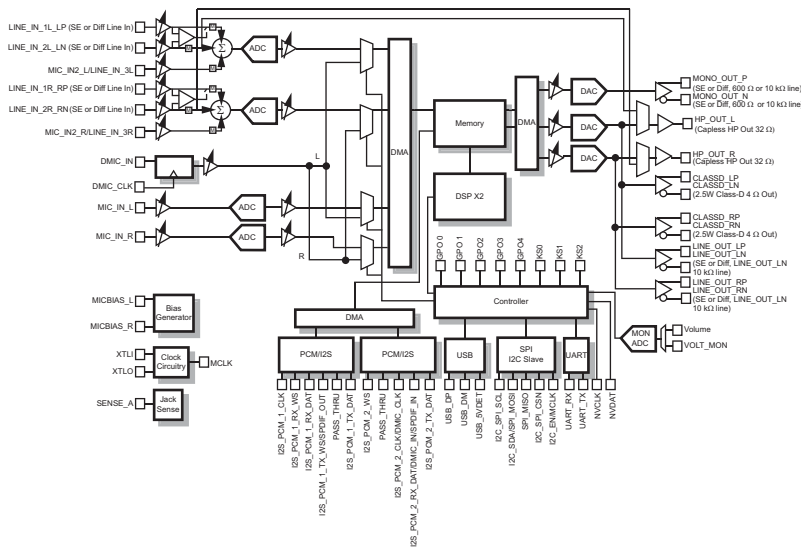 LINE_IN_1L_LP (SE or Diff Line In)
LINE_IN_2L_LN (SE or Diff Line In)
MIC_IN2_L/LINE_IN_3L
LINE_IN_1R_RP (SE or Diff Line In)
LINE_IN_2R_RN (SE or Diff Line In)
MIC_IN2_R/LINE_IN_3R
DMIC_IN
DMIC_CLK
MIC_IN_L
MIC_IN_R
M
M
M
M
M
M
Σ
Σ
ADC
ADC
ADC
ADC
L
R
DMA
Memory
DSP X2
DMA
DAC
DAC
DAC
MONO_OUT_P
(SE or Diff, 600 Ω or 10 kΩ line)
MONO_OUT_N
(SE or Diff, 600 Ω or 10 kΩ line
HP_OUT_L
(Capless HP Out 32 Ω)
HP_OUT_R
(Capless HP Out 32 Ω)
CLASSD_LP
CLASSD_LN
(2.5W Class-D 4 Ω Out)
CLASSD_RP
CLASSD_RN
(2.5W Class-D 4 Ω Out)
LINE_OUT_LP
LINE_OUT_LN
(SE or Diff, LINE_OUT_LN
10 kΩ line)
LINE_OUT_RP
LINE_OUT_RN
(SE or Diff, LINE_OUT_LN
10 kΩ line)
GPO 0
GPO 1
GPO2
GPO3
GPO4
KS0
KS1
KS2
Controller
MICBIAS_L
MICBIAS_R
Bias
Generator
XTLI
XTLO
Clock
Circuitry
MCLK
SENSE_A
Jack
Sense
DMA
PCM/I2S
PCM/I2S
USB
SPI
I2C Slave
UART
MON
ADC
Volume
VOLT_MON
I2S_PCM_1_CLK
I2S_PCM_1_RX_WS
I2S_PCM_1_RX_DAT
I2S_PCM_1_TX_WS/SPDIF_OUT
PASS_THRU
I2S_PCM_1_TX_DAT
I2S_PCM_2_WS
PASS_THRU
I2S_PCM_2_CLK/DMIC_CLK
I2S_PCM_2_RX_DAT/DMIC_IN/SPDIF_IN
I2S_PCM_2_TX_DAT
USB_DP
USB_DM
USB_5VDET
I2C_SPI_SCL
I2C_SDA/SPI_MOSI
SPI_MISO
I2C_SPI_CSN
I2C_EN/MCLK
UART_RX
UART_TX
NVCLK
NVDAT